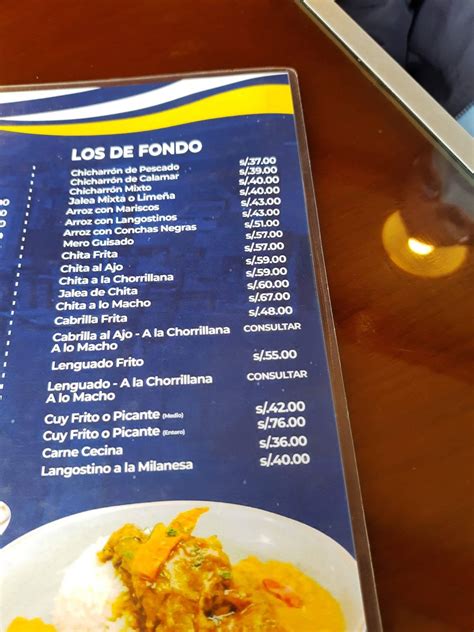 LOS DE FONDO
Chicharrón de Pescado S/.37.00
Chicharrón de Calamar S/.39.00
Chicharrón Mixto S/.40.00
Jalea Mixta o Limeña S/.40.00
Arroz con Mariscos S/.43.00
Arroz con Langostinos S/.43.00
Arroz con Conchas Negras S/.51.00
Mero Guisado S/.57.00
Chita Frita S/.57.00
Chita al Ajo S/.59.00
Chita a la Chorrillana S/.59.00
Jalea de Chita S/.60.00
Chita a lo Macho S/.67.00
Cabrilla Frita S/.48.00
Cabrilla al Ajo - A la Chorrillana CONSULTAR
A lo Macho
Lenguado Frito S/.55.00
Lenguado - A la Chorrillana CONSULTAR
A lo Macho
Cuy Frito o Picante (Medio) S/.42.00
Cuy Frito o Picante (Entero) S/.76.00
Carne Cecina S/.36.00
Langostino a la Milanesa S/.40.00